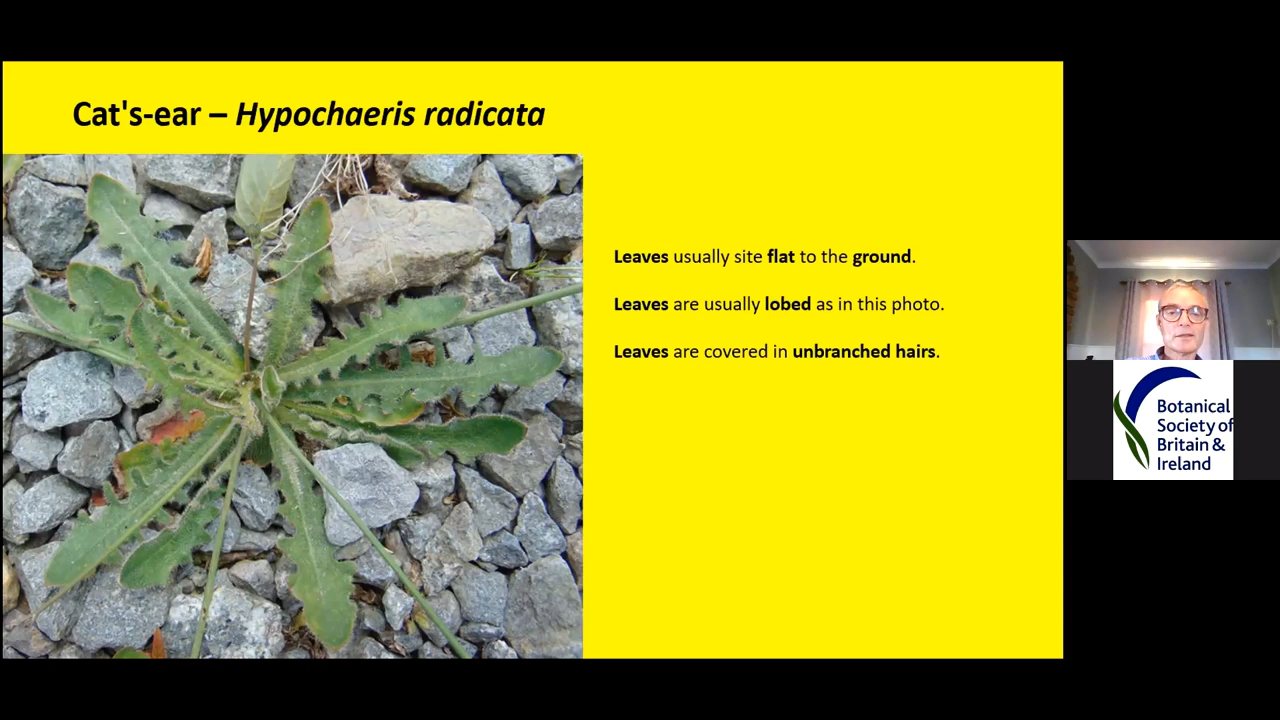 Cat's-ear – Hypochaeris radicata
Leaves usually site flat to the ground.
Leaves are usually lobed as in this photo.
Leaves are covered in unbranched hairs.
Botanical
Society of
Britain &
Ireland